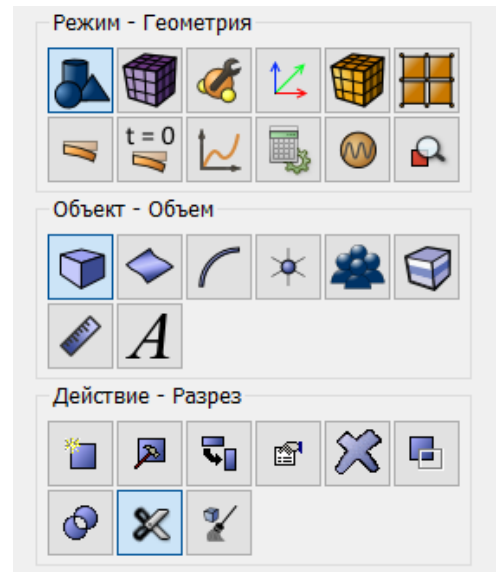 Режим - Геометрия
t = 0
Объект - Объем
A
Действие - Разрез